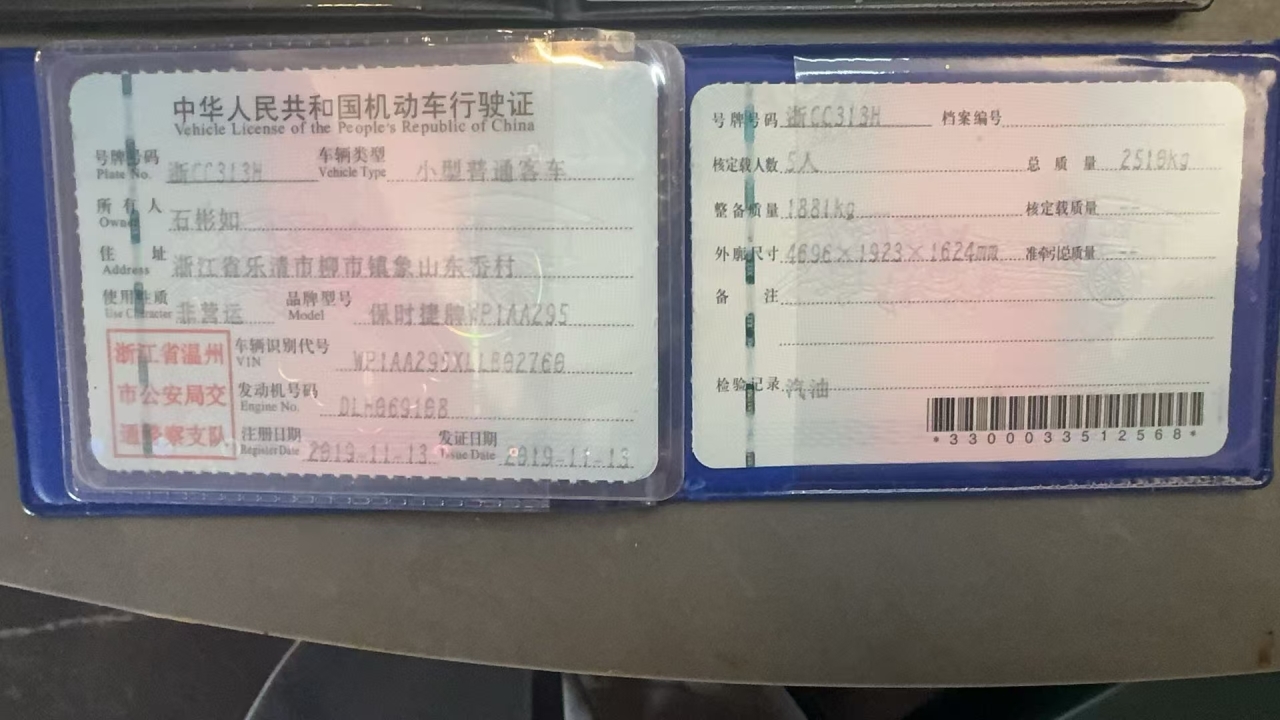 中华人民共和国机动车行驶证
Vehicle License of the People's Republic of China
号牌号码 Plate No. 浙CC313H 车辆类型 Vehicle Type 小型普通客车
所有人 Owner 石彬如
住址 Address 浙江省乐清市柳市镇象山东岙村
使用性质 Use Character 非营运 品牌型号 Model 保时捷牌WP1AA295
车辆识别代号 VIN WP1AA295XLLB02760
发动机号码 Engine No. DLH069108
注册日期 Register Date 2019-11-13 发证日期 Issue Date 2019-11-13
浙江省温州
市公安局交
通警察支队
号牌号码 浙CC313H 档案编号
核定载人数 5人 总质量 2518kg
整备质量 1881kg 核定载质量 --
外廓尺寸 4696×1923×1624mm 准牵引总质量 --
备注
检验记录 汽油
*3300033512568*